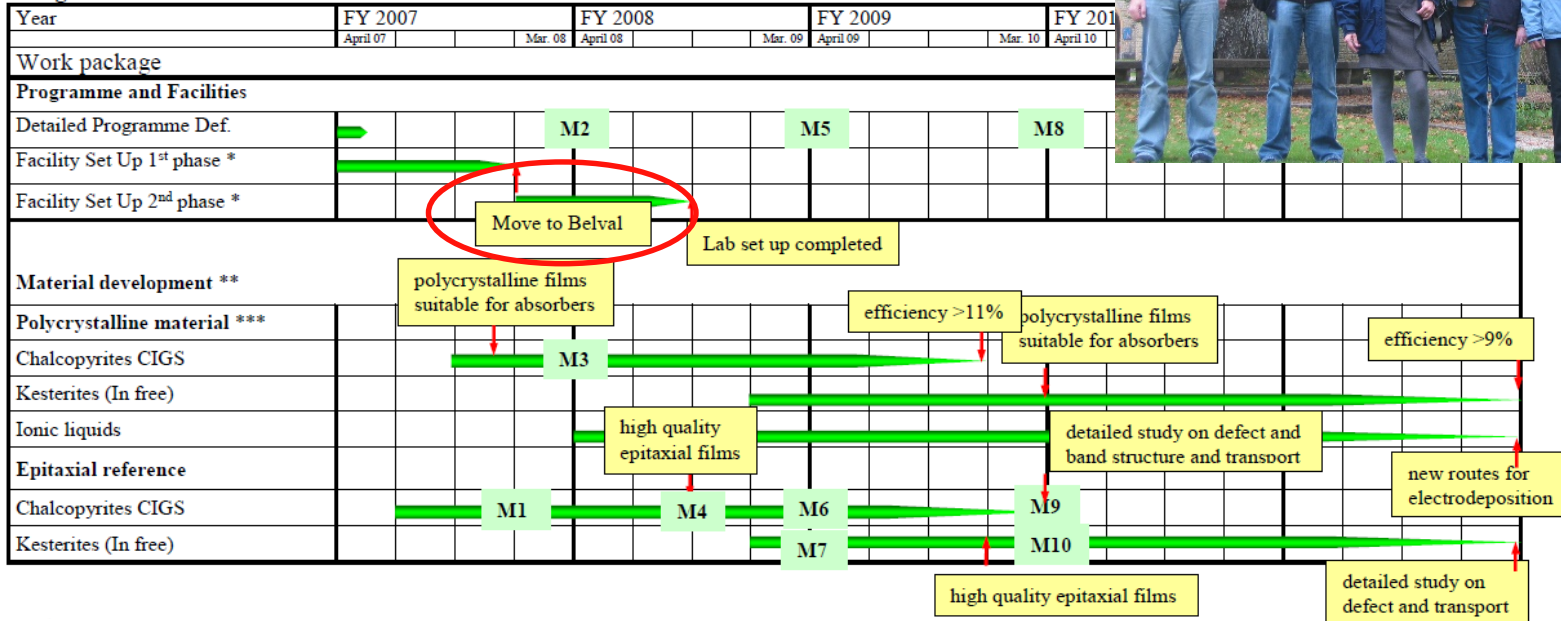 Year FY 2007 FY 2008 FY 2009 FY 201
April 07 Mar. 08 April 08 Mar. 09 April 09 Mar. 10 April 10
Work package
Programme and Facilities
Detailed Programme Def. M2 M5 M8
Facility Set Up 1st phase *
Facility Set Up 2nd phase *
Move to Belval
Lab set up completed
Material development **
polycrystalline films
suitable for absorbers
efficiency >11%
polycrystalline films
suitable for absorbers
efficiency >9%
Polycrystalline material ***
Chalcopyrites CIGS M3
Kesterites (In free)
Ionic liquids
high quality
epitaxial films
detailed study on defect and
band structure and transport
new routes for
electrodeposition
Epitaxial reference
Chalcopyrites CIGS M1 M4 M6 M9
Kesterites (In free) M7 M10
high quality epitaxial films
detailed study on
defect and transport